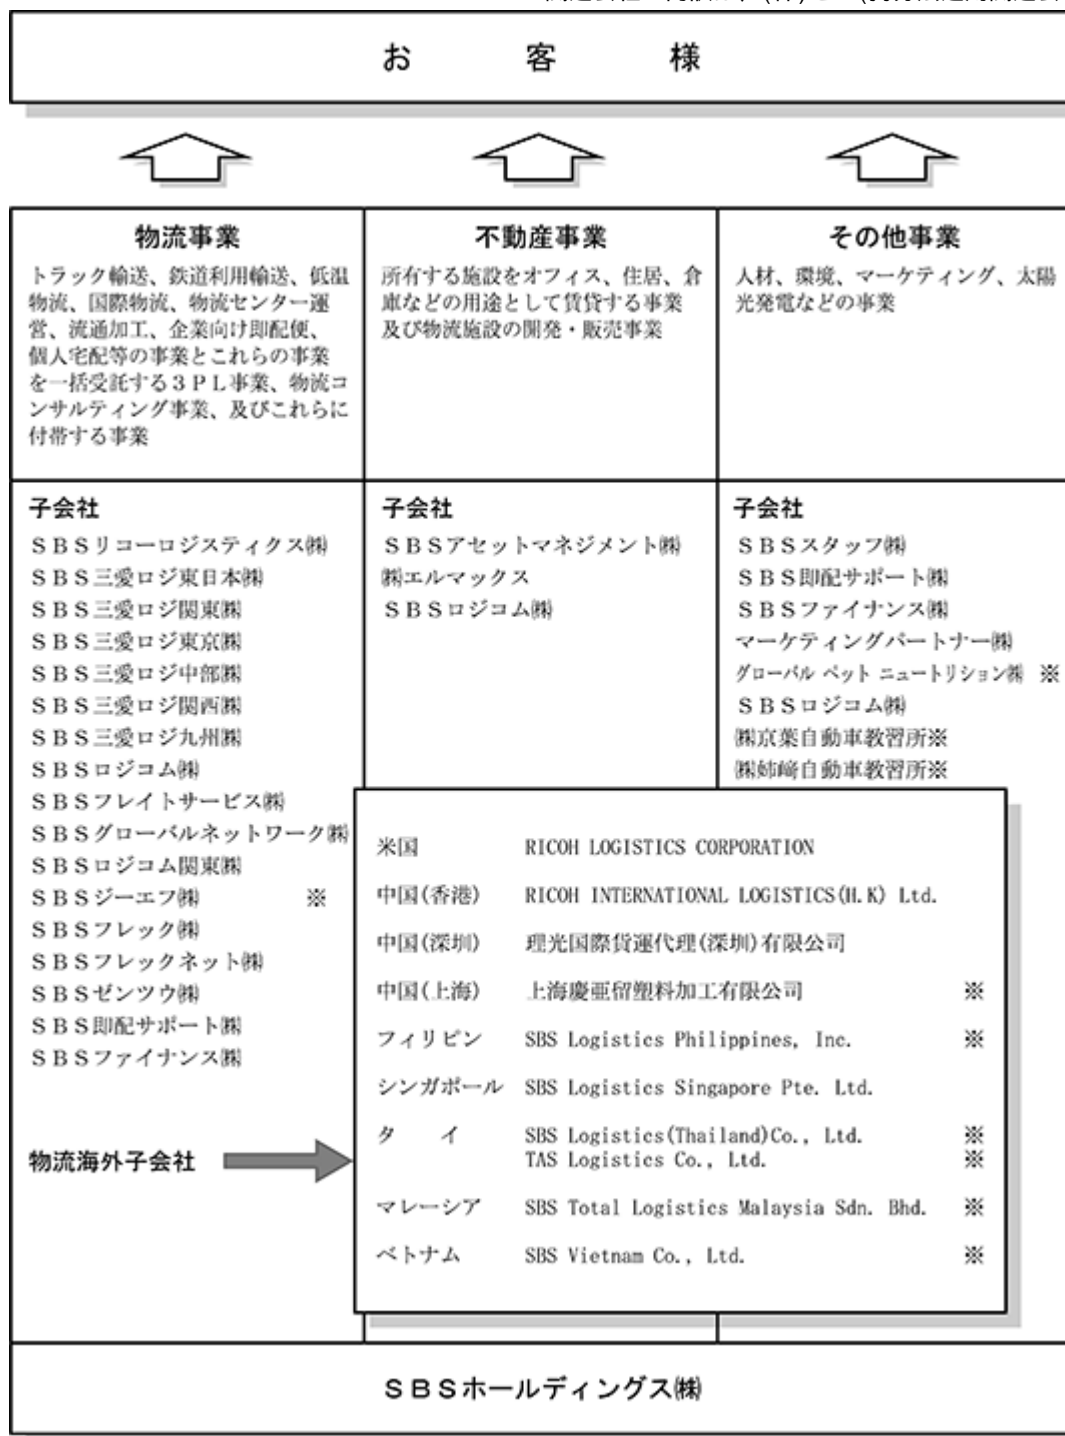 お客様
物流事業
トラック輸送、鉄道利用輸送、低温
物流、国際物流、物流センター運
営、流通加工、企業向け即配便、
個人宅配等の事業とこれらの事業
を一括受託する3PL事業、物流コ
ンサルティング事業、及びこれらに
付帯する事業
不動産事業
所有する施設をオフィス、住居、倉
庫などの用途として賃貸する事業
及び物流施設の開発・販売事業
その他事業
人材、環境、マーケティング、太陽
光発電などの事業
子会社
SBSリコーロジスティクス㈱
SBS三愛ロジ東日本㈱
SBS三愛ロジ関東㈱
SBS三愛ロジ東京㈱
SBS三愛ロジ中部㈱
SBS三愛ロジ関西㈱
SBS三愛ロジ九州㈱
SBSロジコム㈱
SBSフレイトサービス㈱
SBSグローバルネットワーク㈱
SBSロジコム関東㈱
SBSジーエフ㈱ ※
SBSフレック㈱
SBSフレックネット㈱
SBSゼンツウ㈱
SBS即配サポート㈱
SBSファイナンス㈱
子会社
SBSアセットマネジメント㈱
㈱エルマックス
SBSロジコム㈱
子会社
SBSスタッフ㈱
SBS即配サポート㈱
SBSファイナンス㈱
マーケティングパートナー㈱
グローバル ペット ニュートリション㈱ ※
SBSロジコム㈱
㈱京葉自動車教習所※
㈱姉﨑自動車教習所※
物流海外子会社
米国 RICOH LOGISTICS CORPORATION
中国(香港) RICOH INTERNATIONAL LOGISTICS(H.K) Ltd.
中国(深圳) 理光国際貨運代理(深圳)有限公司
中国(上海) 上海慶亜留塑料加工有限公司 ※
フィリピン SBS Logistics Philippines, Inc. ※
シンガポール SBS Logistics Singapore Pte. Ltd.
タイ SBS Logistics(Thailand)Co., Ltd. ※
TAS Logistics Co., Ltd. ※
マレーシア SBS Total Logistics Malaysia Sdn. Bhd. ※
ベトナム SBS Vietnam Co., Ltd. ※
SBSホールディングス㈱